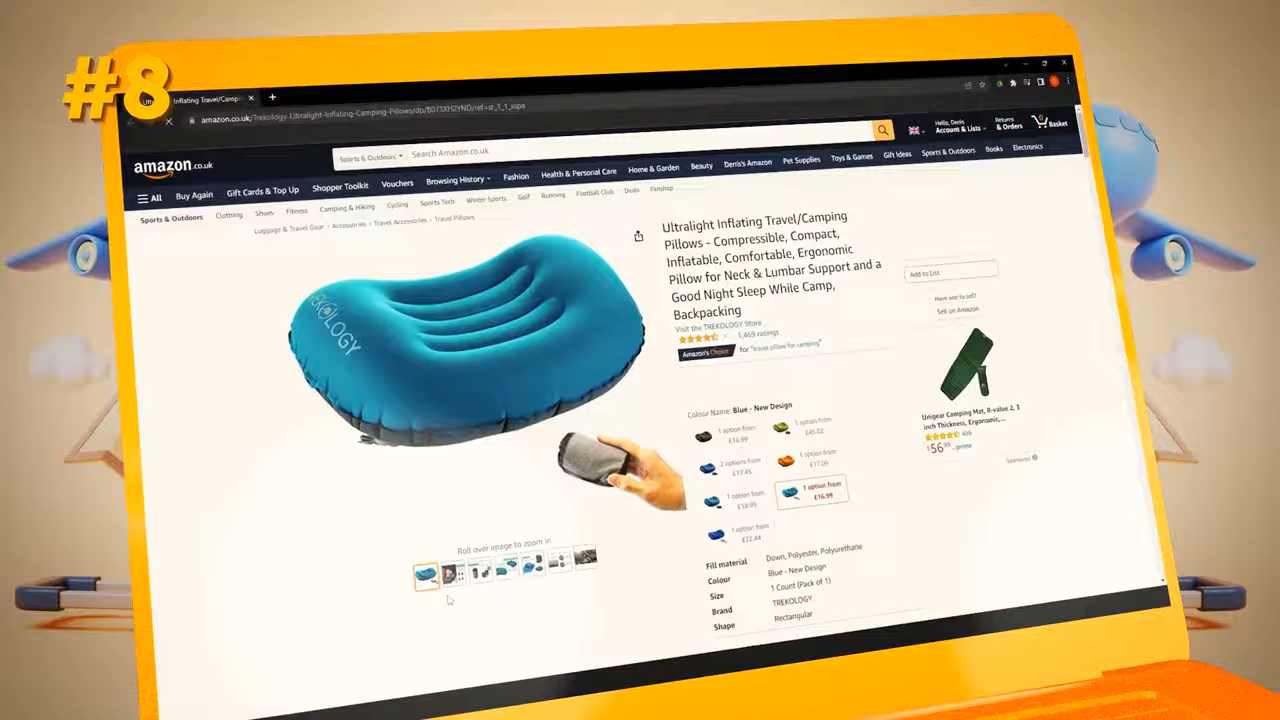 #8
Inflating Travel/Camp
amazon.co.uk/Trekology-Ultralight-Inflating-Camping-Pillows/dp/
amazon.co.uk
Sports & Outdoors
Search Amazon.co.uk
Hello, Denis
Account & Lists
Returns
& Orders
0
Basket
All
Buy Again
Gift Cards & Top Up
Shopper Toolkit
Vouchers
Browsing History
Fashion
Health & Personal Care
Home & Garden
Beauty
Denis's Amazon
Pet Supplies
Toys & Games
Gift Ideas
Sports & Outdoors
Books
Electronics
Sports & Outdoors
Clothing
Shoes
Fitness
Camping & Hiking
Cycling
Sports Tech
Winter Sports
Golf
Running
Football Club
Deals
Fanshop
Luggage & Travel Gear › Accessories › Travel Accessories › Travel Pillows
TREKOLOGY
Roll over image to zoom in
Ultralight Inflating Travel/Camping
Pillows - Compressible, Compact,
Inflatable, Comfortable, Ergonomic
Pillow for Neck & Lumbar Support and a
Good Night Sleep While Camp,
Backpacking
Visit the TREKOLOGY Store
1,469 ratings
Amazon's Choice for "travel pillow for camping"
Colour Name: Blue - New Design
1 option from
£16.99
1 option from
£45.02
2 options from
£17.45
1 option from
£17.09
1 option from
£18.99
1 option from
£16.99
1 option from
£22.44
Fill material Down, Polyester, Polyurethane
Colour Blue - New Design
Size 1 Count (Pack of 1)
Brand TREKOLOGY
Shape Rectangular
Add to List
Have one to sell?
Sell on Amazon
Unigear Camping Mat, R-value 2, 3
inch Thickness, Ergonomic,...
486
£56.99 prime
Sponsored